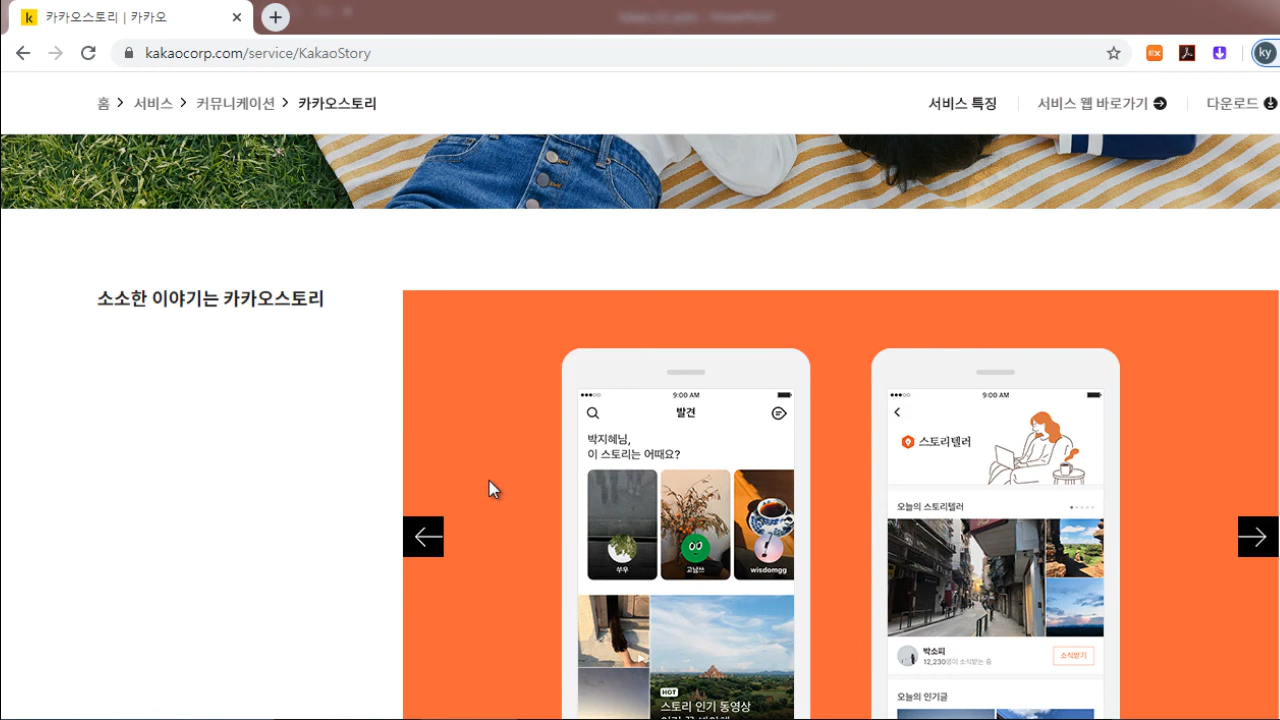 카카오스토리 | 카카오
kakaocorp.com/service/KakaoStory
EX
ky
홈 서비스 커뮤니케이션 카카오스토리
서비스 특징 서비스 웹 바로가기 다운로드
소소한 이야기는 카카오스토리
9:00 AM
발견
박지혜님,
이 스토리는 어때요?
쑤우 고남쓰 wisdomgg
HOT
스토리 인기 동영상
9:00 AM
스토리텔러
오늘의 스토리텔러
박소피
12,230명이 소식받는 중
소식받기
오늘의 인기글